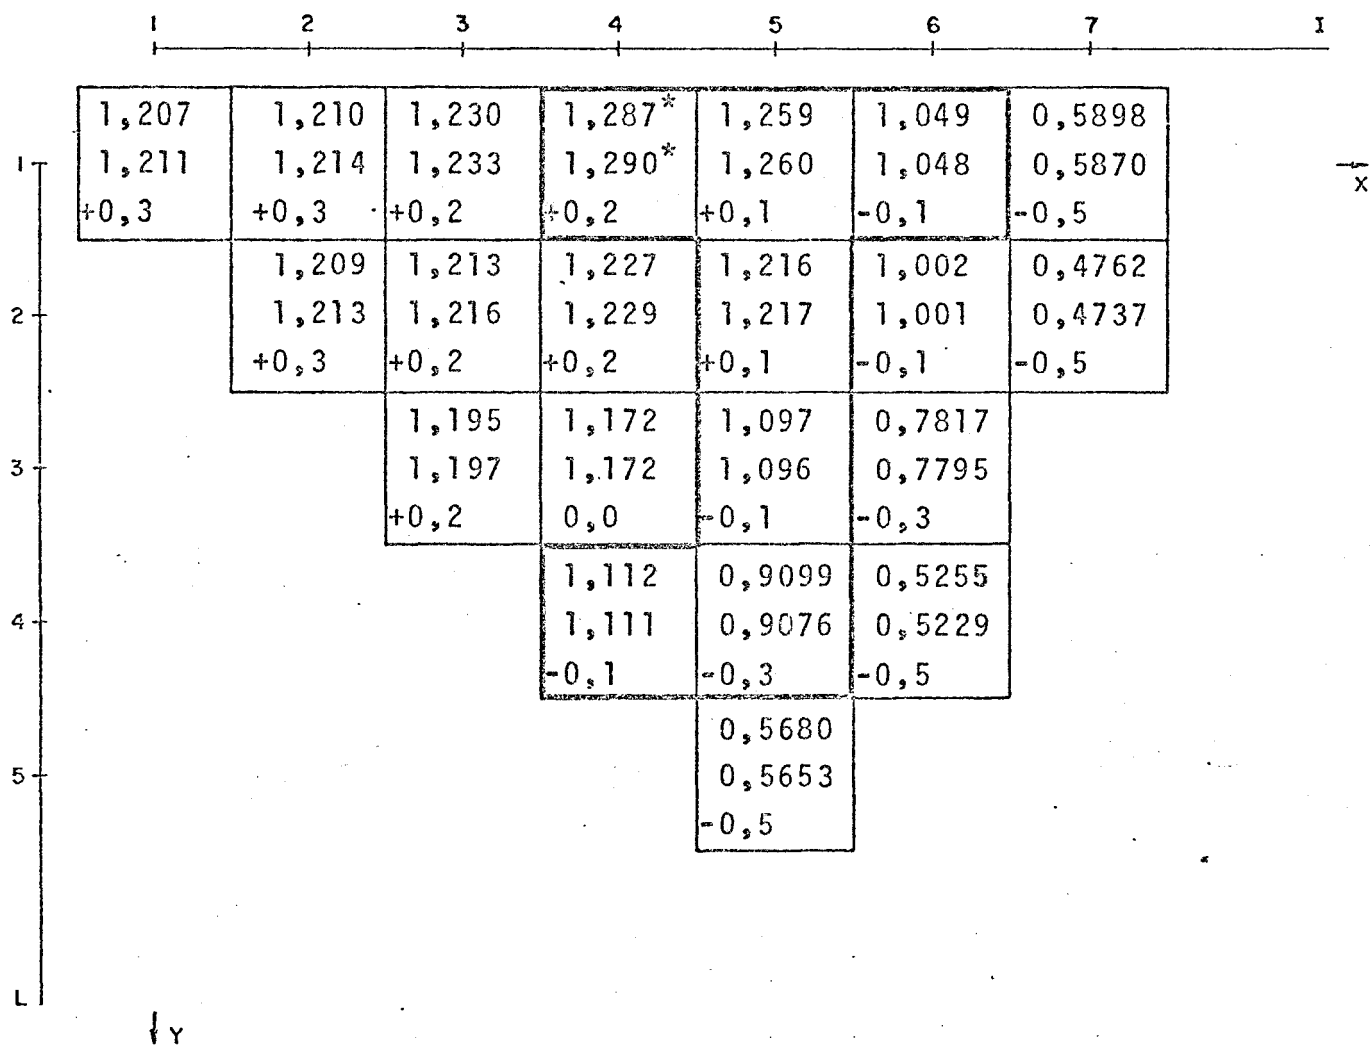 1 2 3 4 5 6 7 I
1,207 1,210 1,230 1,287* 1,259 1,049 0,5898
1 1,211 1,214 1,233 1,290* 1,260 1,048 0,5870 X
+0,3 +0,3 +0,2 +0,2 +0,1 -0,1 -0,5
1,209 1,213 1,227 1,216 1,002 0,4762
2 1,213 1,216 1,229 1,217 1,001 0,4737
+0,3 +0,2 +0,2 +0,1 -0,1 -0,5
1,195 1,172 1,097 0,7817
3 1,197 1,172 1,096 0,7795
+0,2 0,0 -0,1 -0,3
1,112 0,9099 0,5255
4 1,111 0,9076 0,5229
-0,1 -0,3 -0,5
0,5680
5 0,5653
-0,5
L
Y